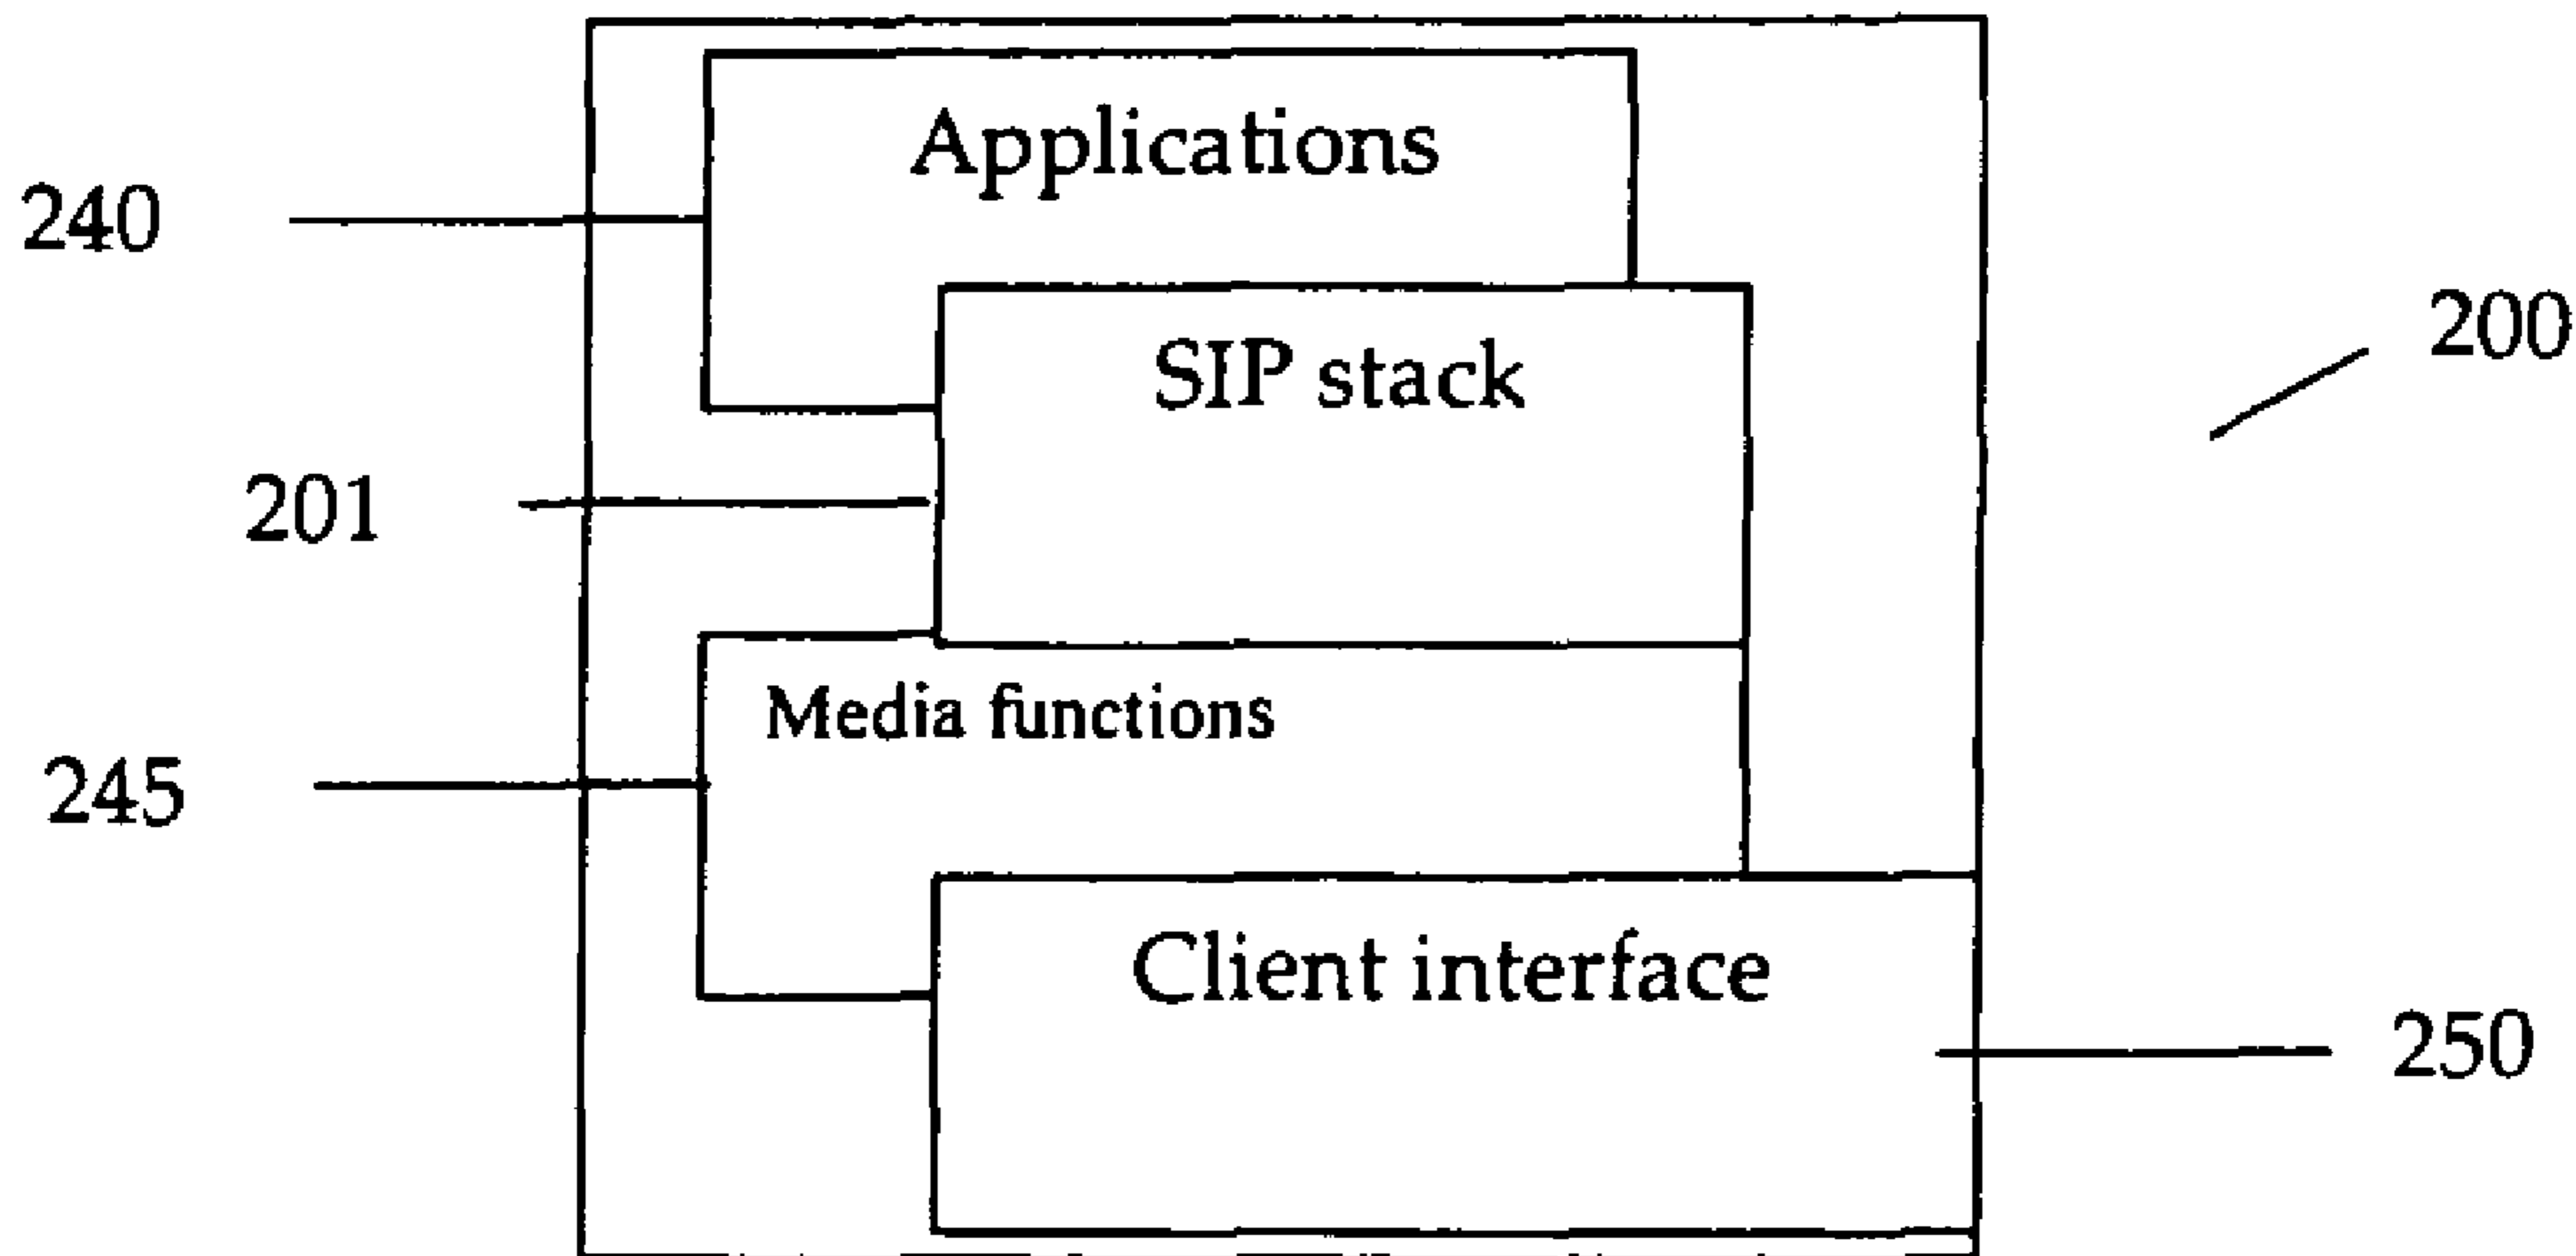 Applications
240
200
SIP stack
201
Media functions
245
Client interface
250